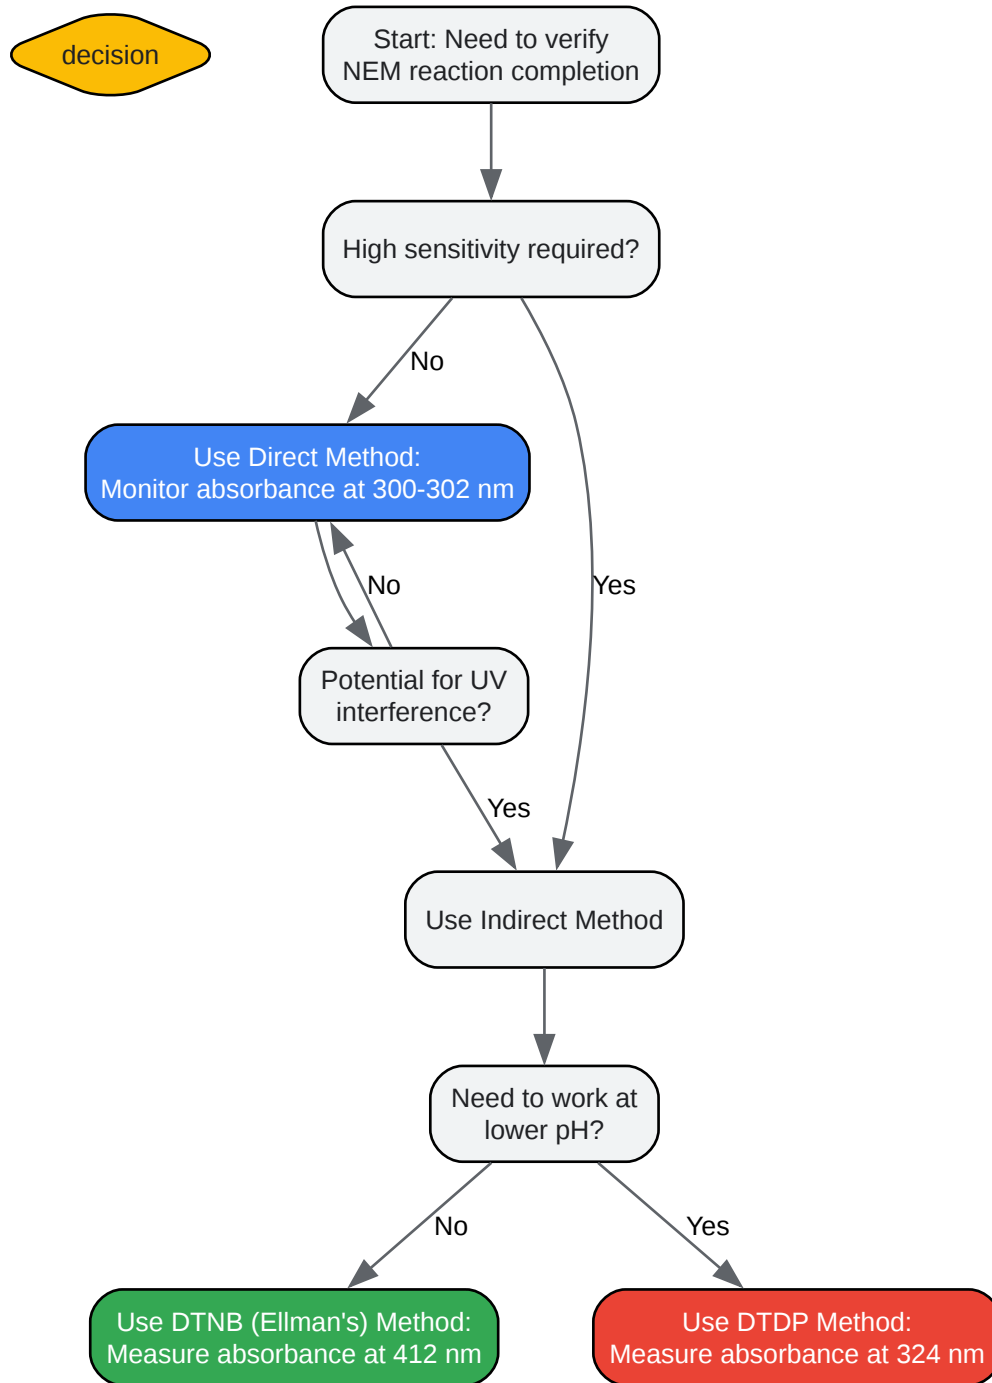 decision
Start: Need to verify
NEM reaction completion
High sensitivity required?
No
Use Direct Method:
Monitor absorbance at 300-302 nm
No
Yes
Potential for UV
interference?
Yes
Use Indirect Method
Need to work at
lower pH?
No
Yes
Use DTNB (Ellman's) Method:
Measure absorbance at 412 nm
Use DTDP Method:
Measure absorbance at 324 nm